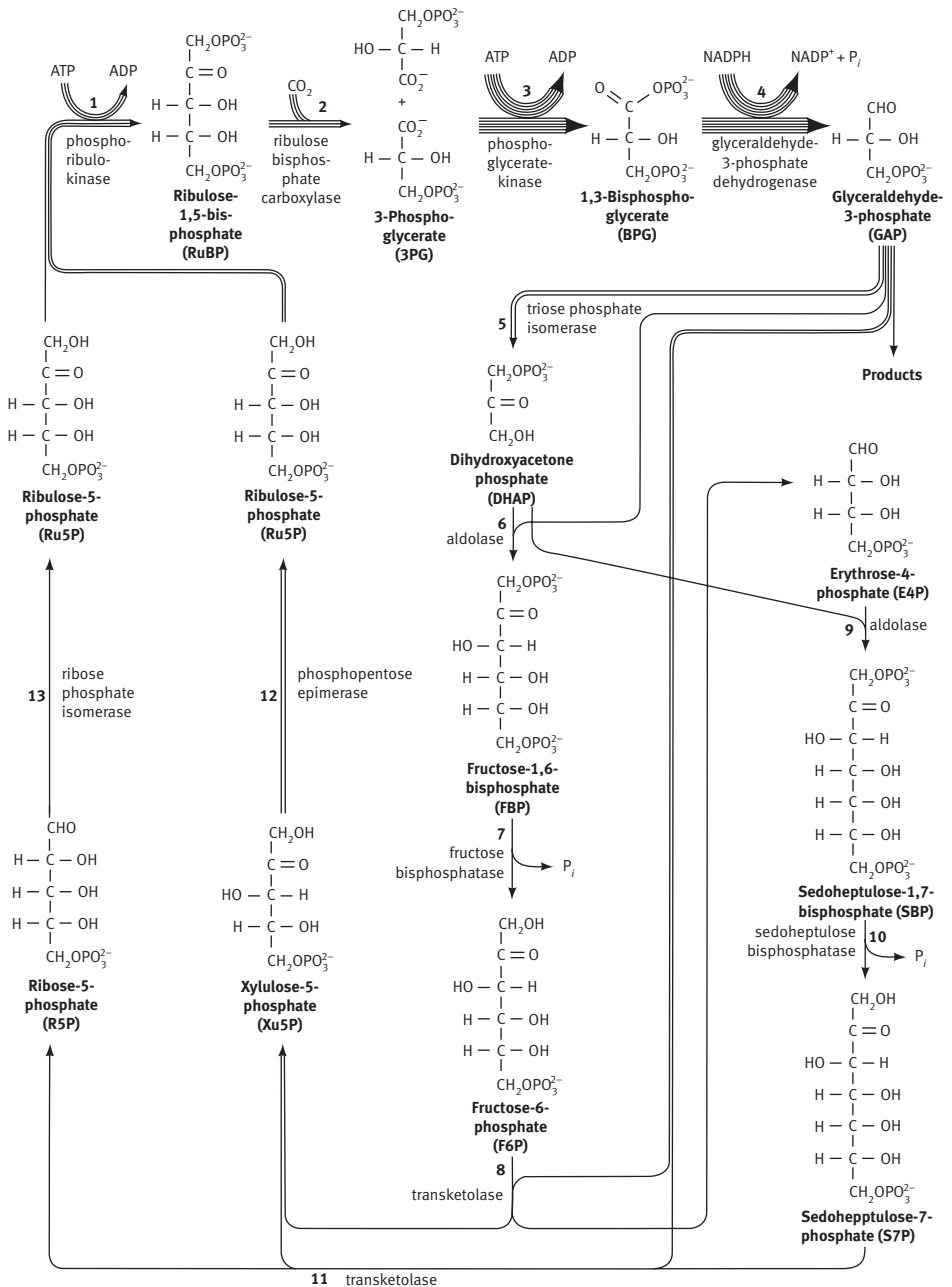 CH2OPO3^2−
C = O
H − C − OH
H − C − OH
CH2OPO3^2−
Ribulose-
1,5-bis-
phosphate
(RuBP)
ATP
ADP
1
phospho-
ribulo-
kinase
CO2
2
ribulose
bisphos-
phate
carboxylase
CH2OPO3^2−
HO − C − H
CO2^−
+
CO2^−
H − C − OH
CH2OPO3^2−
3-Phospho-
glycerate
(3PG)
ATP
ADP
3
phospho-
glycerate-
kinase
O
OPO3^2−
C
H − C − OH
CH2OPO3^2−
1,3-Bisphospho-
glycerate
(BPG)
NADPH
NADP+ + Pi
4
glyceraldehyde-
3-phosphate
dehydrogenase
CHO
H − C − OH
CH2OPO3^2−
Glyceraldehyde-
3-phosphate
(GAP)
Products
5
triose phosphate
isomerase
CH2OPO3^2−
C = O
CH2OH
Dihydroxyacetone
phosphate
(DHAP)
6
aldolase
CH2OPO3^2−
C = O
HO − C − H
H − C − OH
H − C − OH
CH2OPO3^2−
Fructose-1,6-
bisphosphate
(FBP)
7
fructose
bisphosphatase
Pi
CH2OH
C = O
HO − C − H
H − C − OH
H − C − OH
CH2OPO3^2−
Fructose-6-
phosphate
(F6P)
8
transketolase
CHO
H − C − OH
H − C − OH
CH2OPO3^2−
Erythrose-4-
phosphate (E4P)
9
aldolase
CH2OPO3^2−
C = O
HO − C − H
H − C − OH
H − C − OH
H − C − OH
CH2OPO3^2−
Sedoheptulose-1,7-
bisphosphate (SBP)
sedoheptulose
bisphosphatase
10
Pi
CH2OH
C = O
HO − C − H
H − C − OH
H − C − OH
H − C − OH
CH2OPO3^2−
Sedohepptulose-7-
phosphate (S7P)
11 transketolase
CH2OH
C = O
HO − C − H
H − C − OH
CH2OPO3^2−
Xylulose-5-
phosphate
(Xu5P)
12
phosphopentose
epimerase
CH2OH
C = O
H − C − OH
H − C − OH
CH2OPO3^2−
Ribulose-5-
phosphate
(Ru5P)
CHO
H − C − OH
H − C − OH
H − C − OH
CH2OPO3^2−
Ribose-5-
phosphate
(R5P)
13
ribose
phosphate
isomerase
CH2OH
C = O
H − C − OH
H − C − OH
CH2OPO3^2−
Ribulose-5-
phosphate
(Ru5P)